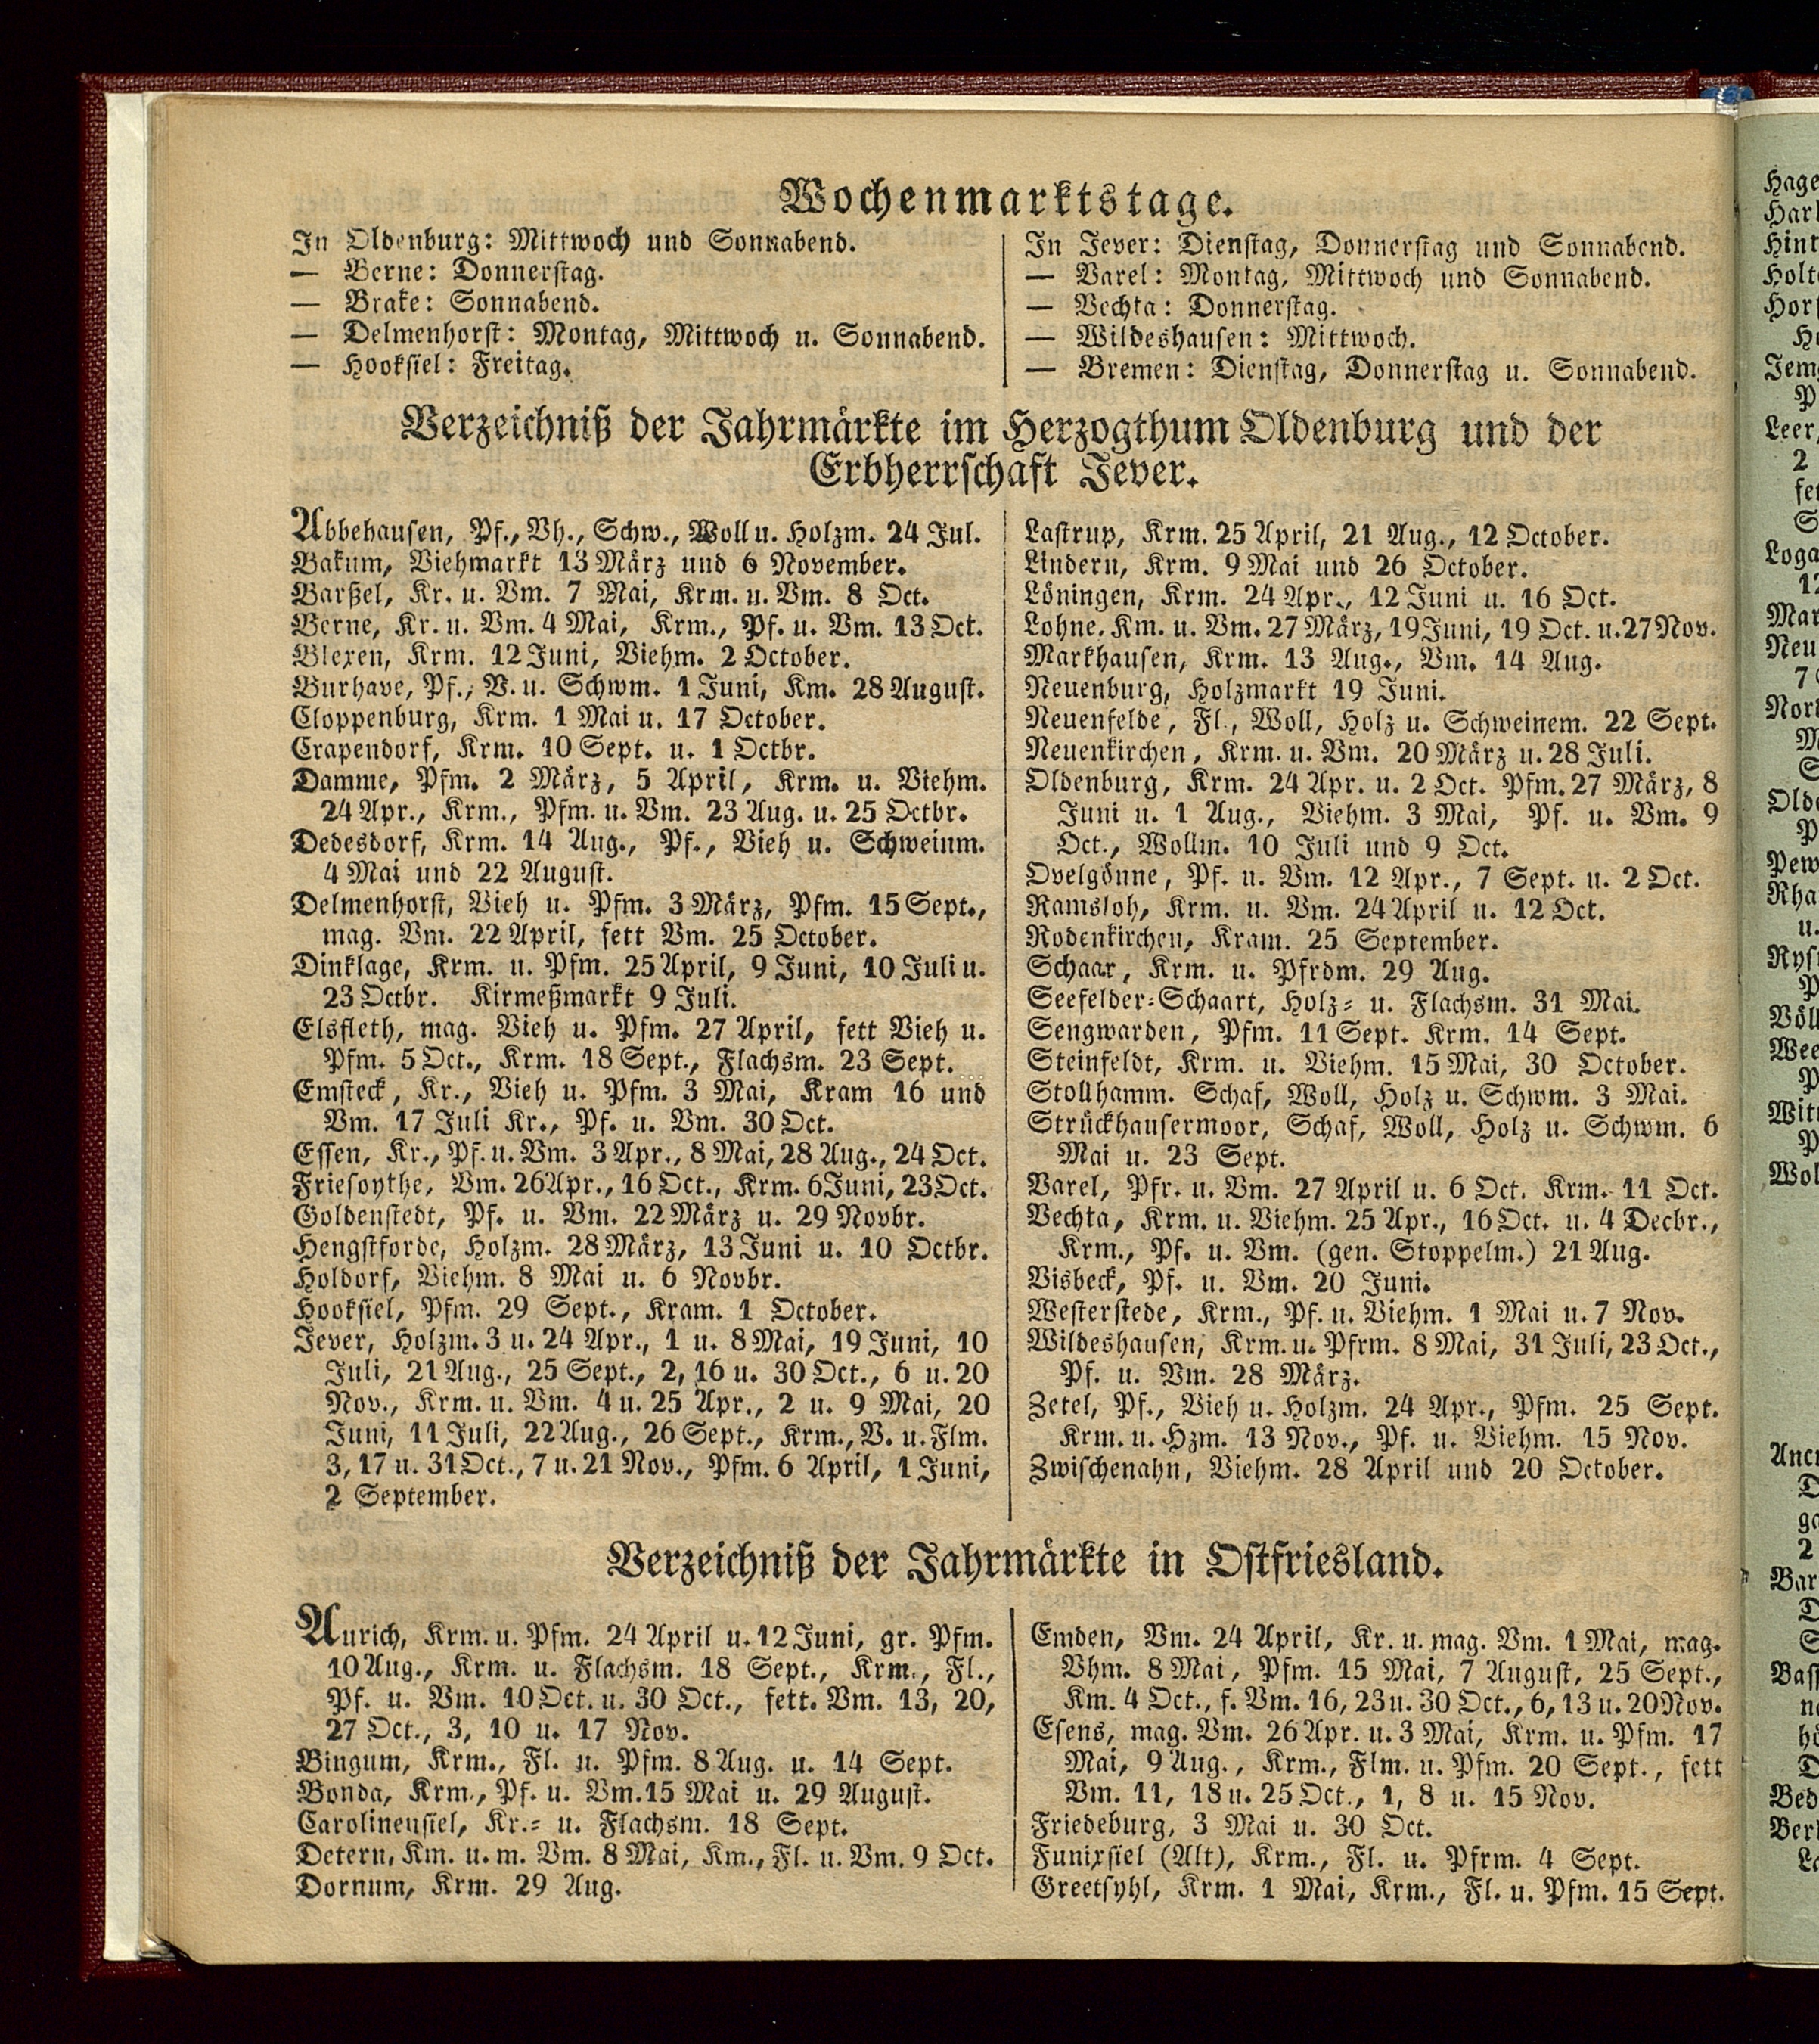 Wochenmarktstage.
In Oldenburg: Mittwoch und Sonnabend.
— Berne: Donnerstag.
— Brake: Sonnabend.
— Delmenhorst: Montag, Mittwoch u. Sonnabend.
— Hooksiel: Freitag.
In Jever: Dienstag, Donnerstag und Sonnabend.
— Varel: Montag, Mittwoch und Sonnabend.
— Vechta: Donnerstag.
— Wildeshausen: Mittwoch.
— Bremen: Dienstag, Donnerstag u. Sonnabend.
Verzeichniß der Jahrmärkte im Herzogthum Oldenburg und der
Erbherrschaft Jever.
Abbehausen, Pf., Vh., Schw., Woll u. Holzm. 24 Jul.
Bakum, Viehmarkt 13 März und 6 November.
Barßel, Kr. u. Vm. 7 Mai, Krm. u. Vm. 8 Oct.
Berne, Kr. u. Vm. 4 Mai, Krm., Pf. u. Vm. 13 Oct.
Blexen, Krm. 12 Juni, Viehm. 2 October.
Burhave, Pf., V. u. Schwm. 1 Juni, Km. 28 August.
Cloppenburg, Krm. 1 Mai u. 17 October.
Crapendorf, Krm. 10 Sept. u. 1 Octbr.
Damme, Pfm. 2 März, 5 April, Krm. u. Viehm.
24 Apr., Krm., Pfm. u. Vm. 23 Aug. u. 25 Octbr.
Dedesdorf, Krm. 14 Aug., Pf., Vieh u. Schweinm.
4 Mai und 22 August.
Delmenhorst, Vieh u. Pfm. 3 März, Pfm. 15 Sept.,
mag. Vm. 22 April, fett Vm. 25 October.
Dinklage, Krm. u. Pfm. 25 April, 9 Juni, 10 Juli u.
23 Octbr. Kirmeßmarkt 9 Juli.
Elsfleth, mag. Vieh u. Pfm. 27 April, fett Vieh u.
Pfm. 5 Oct., Krm. 18 Sept., Flachsm. 23 Sept.
Emsteck, Kr., Vieh u. Pfm. 3 Mai, Kram 16 und
Vm. 17 Juli Kr., Pf. u. Vm. 30 Oct.
Essen, Kr., Pf. u. Vm. 3 Apr., 8 Mai, 28 Aug., 24 Oct.
Friesoythe, Vm. 26 Apr., 16 Oct., Krm. 6 Juni, 23 Oct.
Goldenstedt, Pf. u. Vm. 22 März u. 29 Novbr.
Hengstforde, Holzm. 28 März, 13 Juni u. 10 Octbr.
Holdorf, Viehm. 8 Mai u. 6 Novbr.
Hooksiel, Pfm. 29 Sept., Kram. 1 October.
Jever, Holzm. 3 u. 24 Apr., 1 u. 8 Mai, 19 Juni, 10
Juli, 21 Aug., 25 Sept., 2, 16 u. 30 Oct., 6 u. 20
Nov., Krm. u. Vm. 4 u. 25 Apr., 2 u. 9 Mai, 20
Juni, 11 Juli, 22 Aug., 26 Sept., Krm., V. u. Flm.
3, 17 u. 31 Oct., 7 u. 21 Nov., Pfm. 6 April, 1 Juni,
2 September.
Lastrup, Krm. 25 April, 21 Aug., 12 October.
Lindern, Krm. 9 Mai und 26 October.
Löningen, Krm. 24 Apr., 12 Juni u. 16 Oct.
Lohne. Km. u. Vm. 27 März, 19 Juni, 19 Oct. u. 27 Nov.
Markhausen, Krm. 13 Aug., Vm. 14 Aug.
Neuenburg, Holzmarkt 19 Juni.
Neuenfelde, Fl., Woll, Holz u. Schweinem. 22 Sept.
Neuenkirchen, Krm. u. Vm. 20 März u. 28 Juli.
Oldenburg, Krm. 24 Apr. u. 2 Oct. Pfm. 27 März, 8
Juni u. 1 Aug., Viehm. 3 Mai, Pf. u. Vm. 9
Oct., Wollm. 10 Juli und 9 Oct.
Ovelgönne, Pf. u. Vm. 12 Apr., 7 Sept. u. 2 Oct.
Ramsloh, Krm. u. Vm. 24 April u. 12 Oct.
Rodenkirchen, Kram. 25 September.
Schaar, Krm. u. Pfrdm. 29 Aug.
Seefelder-Schaart, Holz- u. Flachsm. 31 Mai.
Sengwarden, Pfm. 11 Sept. Krm. 14 Sept.
Steinfeldt, Krm. u. Viehm. 15 Mai, 30 October.
Stollhamm. Schaf, Woll, Holz u. Schwm. 3 Mai.
Strückhausermoor, Schaf, Woll, Holz u. Schwm. 6
Mai u. 23 Sept.
Varel, Pfr. u. Vm. 27 April u. 6 Oct. Krm. 11 Oct.
Vechta, Krm. u. Viehm. 25 Apr., 16 Oct. u. 4 Decbr.,
Krm., Pf. u. Vm. (gen. Stoppelm.) 21 Aug.
Visbeck, Pf. u. Vm. 20 Juni.
Westerstede, Krm., Pf. u. Viehm. 1 Mai u. 7 Nov.
Wildeshausen, Krm. u. Pfrm. 8 Mai, 31 Juli, 23 Oct.,
Pf. u. Vm. 28 März.
Zetel, Pf., Vieh u. Holzm. 24 Apr., Pfm. 25 Sept.
Krm. u. Hzm. 13 Nov., Pf. u. Viehm. 15 Nov.
Zwischenahn, Viehm. 28 April und 20 October.
Verzeichniß der Jahrmärkte in Ostfriesland.
Aurich, Krm. u. Pfm. 24 April u. 12 Juni, gr. Pfm.
10 Aug., Krm. u. Flachsm. 18 Sept., Krm., Fl.,
Pf. u. Vm. 10 Oct. u. 30 Oct., fett. Vm. 13, 20,
27 Oct., 3, 10 u. 17 Nov.
Bingum, Krm., Fl. u. Pfm. 8 Aug. u. 14 Sept.
Bonda, Krm., Pf. u. Vm. 15 Mai u. 29 August.
Carolinensiel, Kr.- u. Flachsm. 18 Sept.
Detern, Km. u. m. Vm. 8 Mai, Km., Fl. u. Vm. 9 Oct.
Dornum, Krm. 29 Aug.
Emden, Vm. 24 April, Kr. u. mag. Vm. 1 Mai, mag.
Vhm. 8 Mai, Pfm. 15 Mai, 7 August, 25 Sept.,
Km. 4 Oct., f. Vm. 16, 23 u. 30 Oct., 6, 13 u. 20 Nov.
Esens, mag. Vm. 26 Apr. u. 3 Mai, Krm. u. Pfm. 17
Mai, 9 Aug., Krm., Flm. u. Pfm. 20 Sept., fett
Vm. 11, 18 u. 25 Oct., 1, 8 u. 15 Nov.
Friedeburg, 3 Mai u. 30 Oct.
Funixsiel (Alt), Krm., Fl. u. Pfrm. 4 Sept.
Greetsyhl, Krm. 1 Mai, Krm., Fl. u. Pfm. 15 Sept.